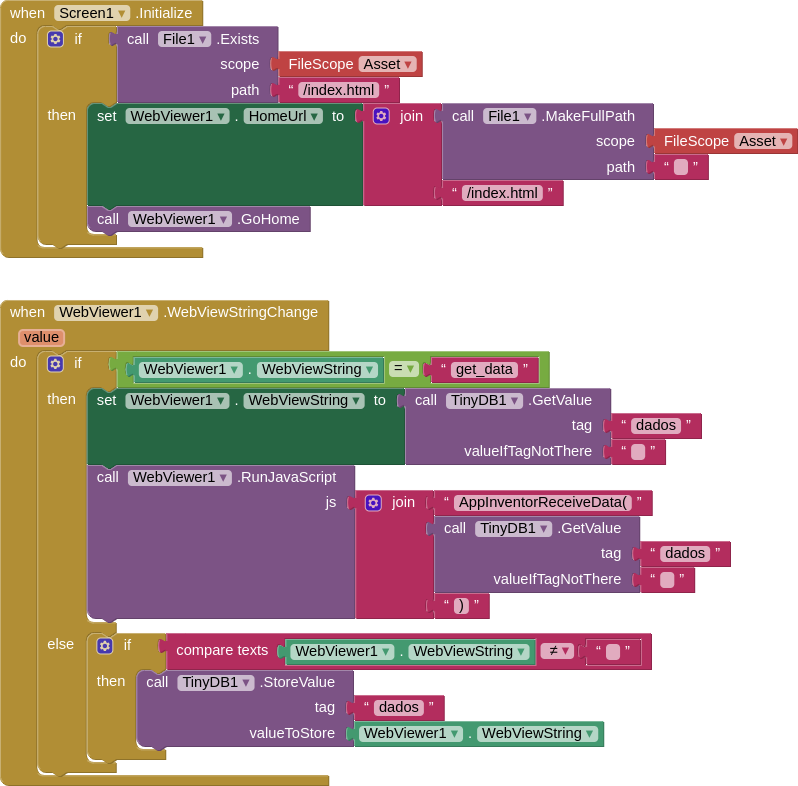 when Screen1 .Initialize
do if call File1 .Exists
scope FileScope Asset
path “ /index.html ”
then set WebViewer1 . HomeUrl to join call File1 .MakeFullPath
scope FileScope Asset
path “ ”
“ /index.html ”
call WebViewer1 .GoHome
when WebViewer1 .WebViewStringChange
value
do if WebViewer1 . WebViewString = “ get_data ”
then set WebViewer1 . WebViewString to call TinyDB1 .GetValue
tag “ dados ”
valueIfTagNotThere “ ”
call WebViewer1 .RunJavaScript
js join “ AppInventorReceiveData( ”
call TinyDB1 .GetValue
tag “ dados ”
valueIfTagNotThere “ ”
“ ) ”
else if compare texts WebViewer1 . WebViewString ≠ “ ”
then call TinyDB1 .StoreValue
tag “ dados ”
valueToStore WebViewer1 . WebViewString